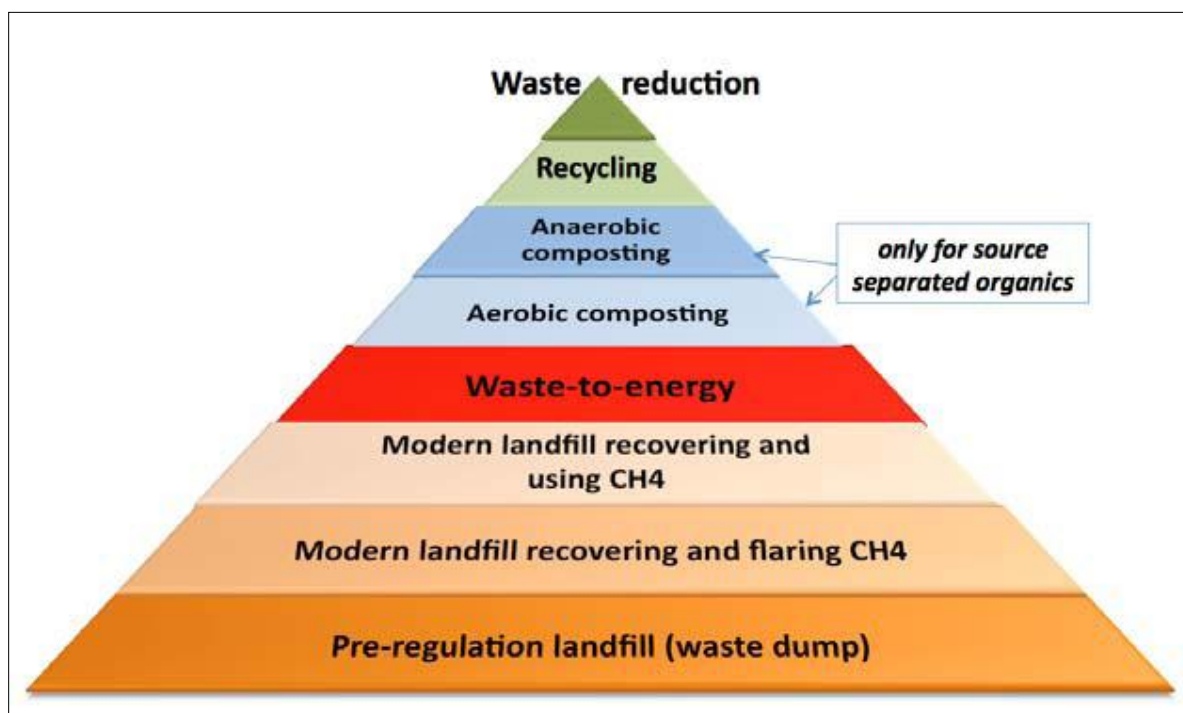 Waste reduction
Recycling
Anaerobic
composting
only for source
separated organics
Aerobic composting
Waste-to-energy
Modern landfill recovering and
using CH4
Modern landfill recovering and flaring CH4
Pre-regulation landfill (waste dump)